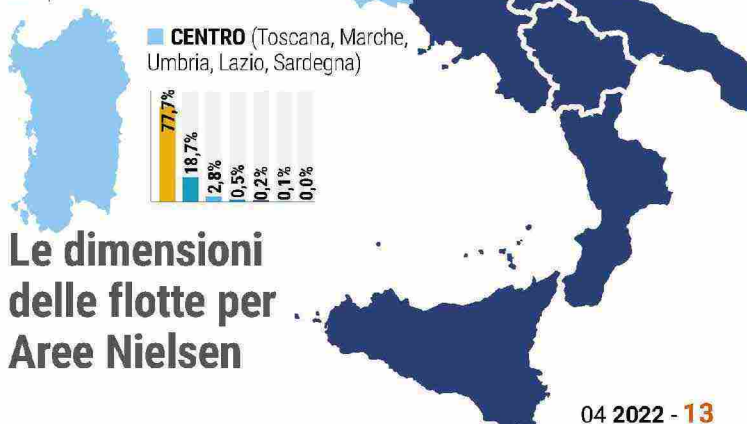 CENTRO (Toscana, Marche,
Umbria, Lazio, Sardegna)
77,7%
18,7%
2,8%
0,5%
0,2%
0,1%
0,0%
Le dimensioni
delle flotte per
Aree Nielsen
04 2022 - 13